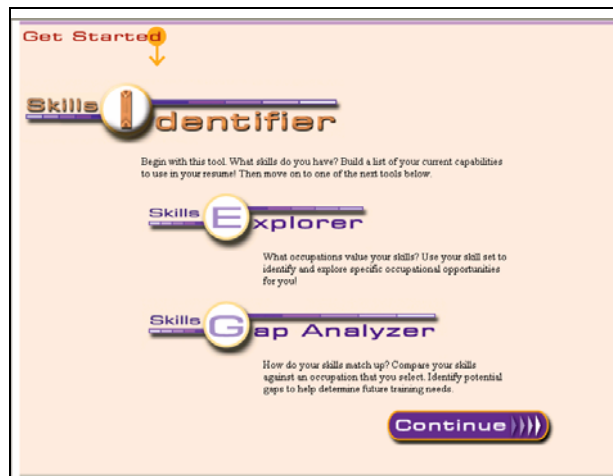 Get Started
Skills Identifier
Begin with this tool. What skills do you have? Build a list of your current capabilities
to use in your resume! Then move on to one of the next tools below.
Skills Explorer
What occupations value your skills? Use your skill set to
identify and explore specific occupational opportunities
for you!
Skills Gap Analyzer
How do your skills match up? Compare your skills
against an occupation that you select. Identify potential
gaps to help determine future training needs.
Continue